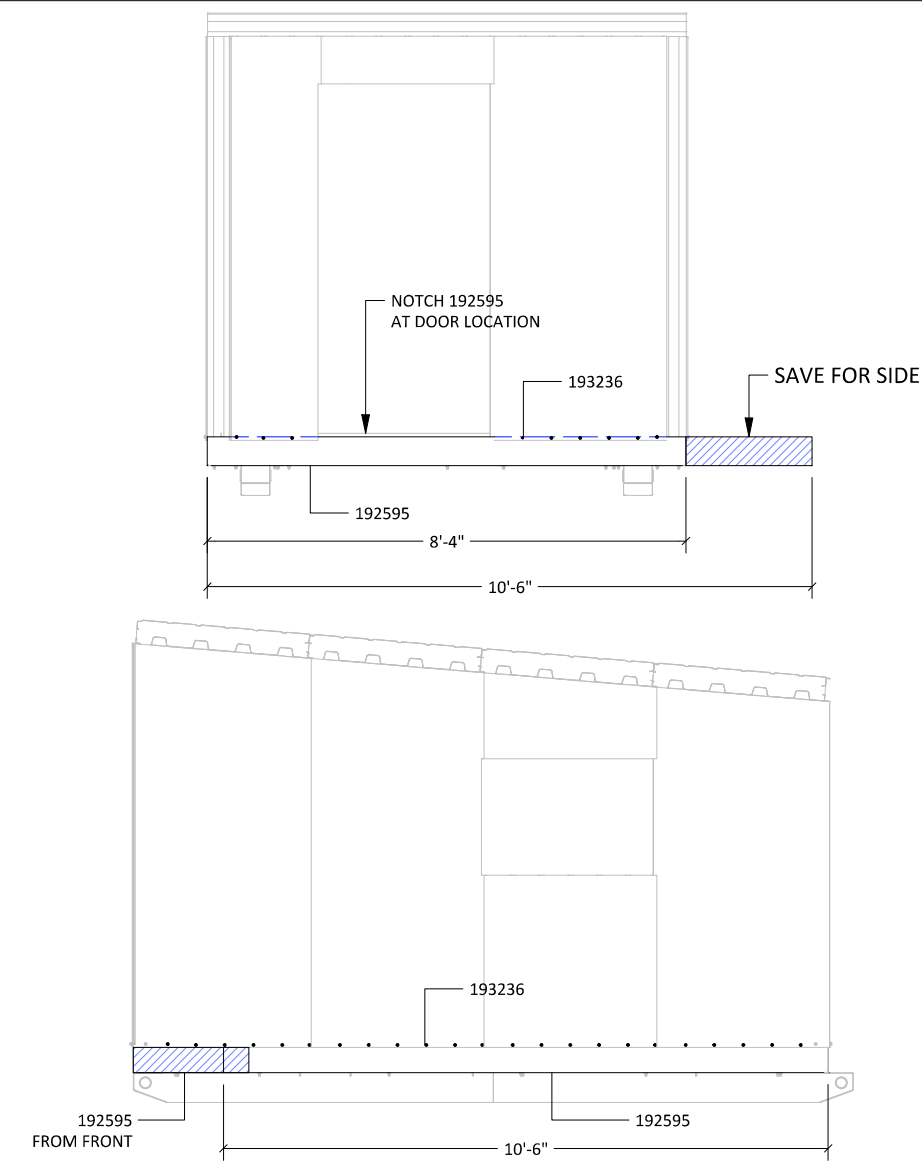 NOTCH 192595
AT DOOR LOCATION
193236
SAVE FOR SIDE
192595
8'-4"
10'-6"
193236
192595
FROM FRONT
192595
10'-6"